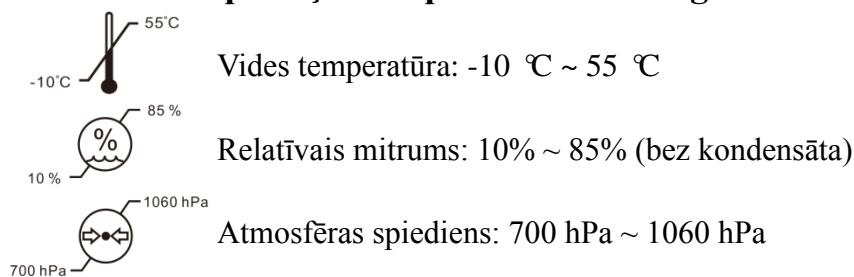 55°C
-10°C
Vides temperatūra: -10 ℃ ~ 55 ℃
85 %
%
10 %
Relatīvais mitrums: 10% ~ 85% (bez kondensāta)
1060 hPa
700 hPa
Atmosfēras spiediens: 700 hPa ~ 1060 hPa